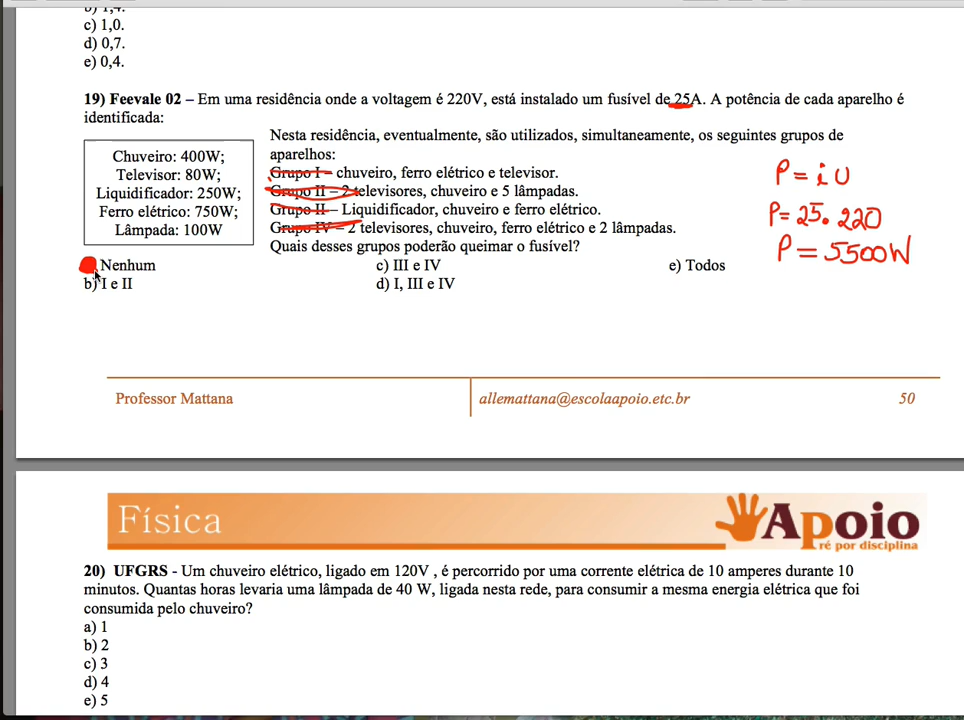 c) 1,0.
d) 0,7.
e) 0,4.
19) Feevale 02 – Em uma residência onde a voltagem é 220V, está instalado um fusível de 25A. A potência de cada aparelho é
identificada:
Chuveiro: 400W;
Televisor: 80W;
Liquidificador: 250W;
Ferro elétrico: 750W;
Lâmpada: 100W
Nesta residência, eventualmente, são utilizados, simultaneamente, os seguintes grupos de
aparelhos:
Grupo I – chuveiro, ferro elétrico e televisor.
Grupo II – 2 televisores, chuveiro e 5 lâmpadas.
Grupo II – Liquidificador, chuveiro e ferro elétrico.
Grupo IV – 2 televisores, chuveiro, ferro elétrico e 2 lâmpadas.
Quais desses grupos poderão queimar o fusível?
P = i U
P = 25 . 220
P = 5500W
Nenhum
b) I e II
c) III e IV
d) I, III e IV
e) Todos
Professor Mattana
allemattana@escolaapoio.etc.br
50
Física
Apoio
ré por disciplina
20) UFGRS - Um chuveiro elétrico, ligado em 120V , é percorrido por uma corrente elétrica de 10 amperes durante 10
minutos. Quantas horas levaria uma lâmpada de 40 W, ligada nesta rede, para consumir a mesma energia elétrica que foi
consumida pelo chuveiro?
a) 1
b) 2
c) 3
d) 4
e) 5